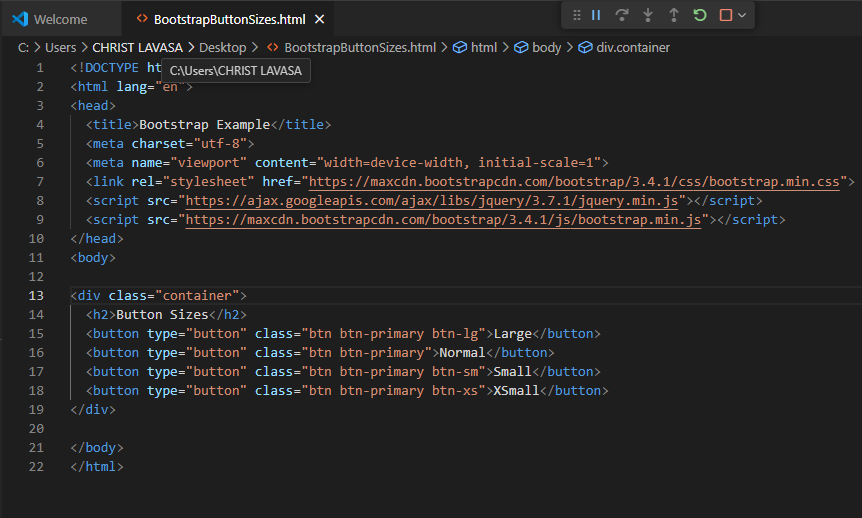 Welcome
BootstrapButtonSizes.html
C: > Users > CHRIST LAVASA > Desktop > BootstrapButtonSizes.html > html > body > div.container
C:\Users\CHRIST LAVASA
1 <!DOCTYPE
2 <html lang="en">
3 <head>
4 <title>Bootstrap Example</title>
5 <meta charset="utf-8">
6 <meta name="viewport" content="width=device-width, initial-scale=1">
7 <link rel="stylesheet" href="https://maxcdn.bootstrapcdn.com/bootstrap/3.4.1/css/bootstrap.min.css">
8 <script src="https://ajax.googleapis.com/ajax/libs/jquery/3.7.1/jquery.min.js"></script>
9 <script src="https://maxcdn.bootstrapcdn.com/bootstrap/3.4.1/js/bootstrap.min.js"></script>
10 </head>
11 <body>
12
13 <div class="container">
14 <h2>Button Sizes</h2>
15 <button type="button" class="btn btn-primary btn-lg">Large</button>
16 <button type="button" class="btn btn-primary">Normal</button>
17 <button type="button" class="btn btn-primary btn-sm">Small</button>
18 <button type="button" class="btn btn-primary btn-xs">XSmall</button>
19 </div>
20
21 </body>
22 </html>